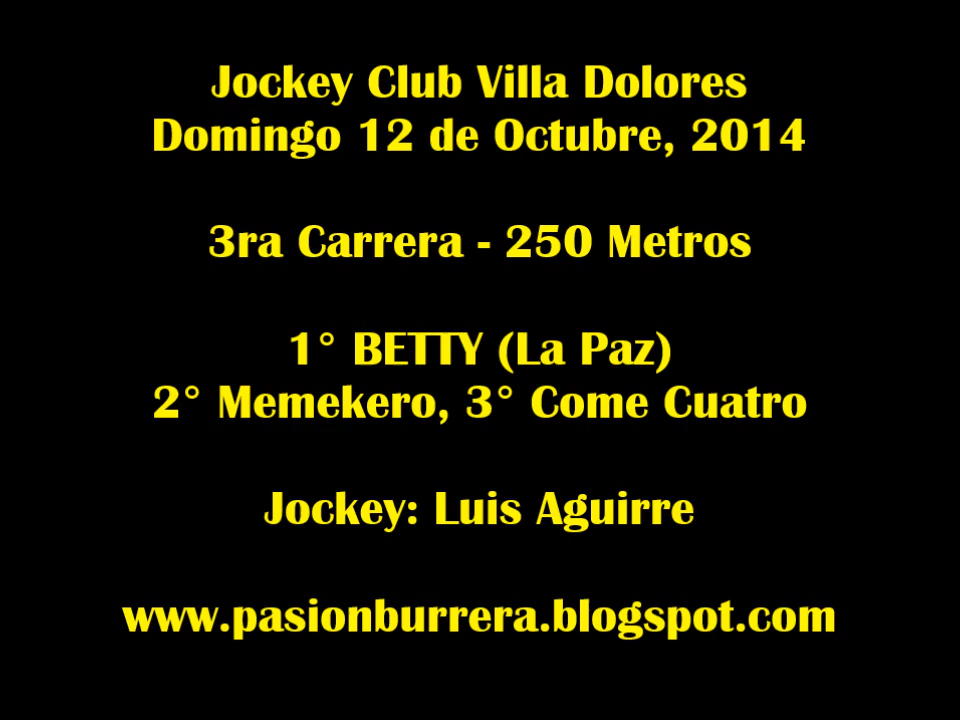 Jockey Club Villa Dolores
Domingo 12 de Octubre, 2014
3ra Carrera - 250 Metros
1° BETTY (La Paz)
2° Memekero, 3° Come Cuatro
Jockey: Luis Aguirre
www.pasionburrera.blogspot.com